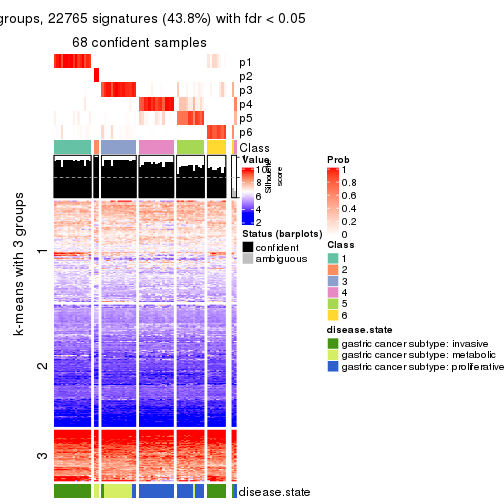 groups, 22765 signatures (43.8%) with fdr < 0.05
68 confident samples
p1
p2
p3
p4
p5
p6
Class
Silhouette
score
k-means with 3 groups
1
2
3
disease.state
Value
10
8
6
4
2
Status (barplots)
confident
ambiguous
Prob
1
0.8
0.6
0.4
0.2
0
Class
1
2
3
4
5
6
disease.state
gastric cancer subtype: invasive
gastric cancer subtype: metabolic
gastric cancer subtype: proliferative